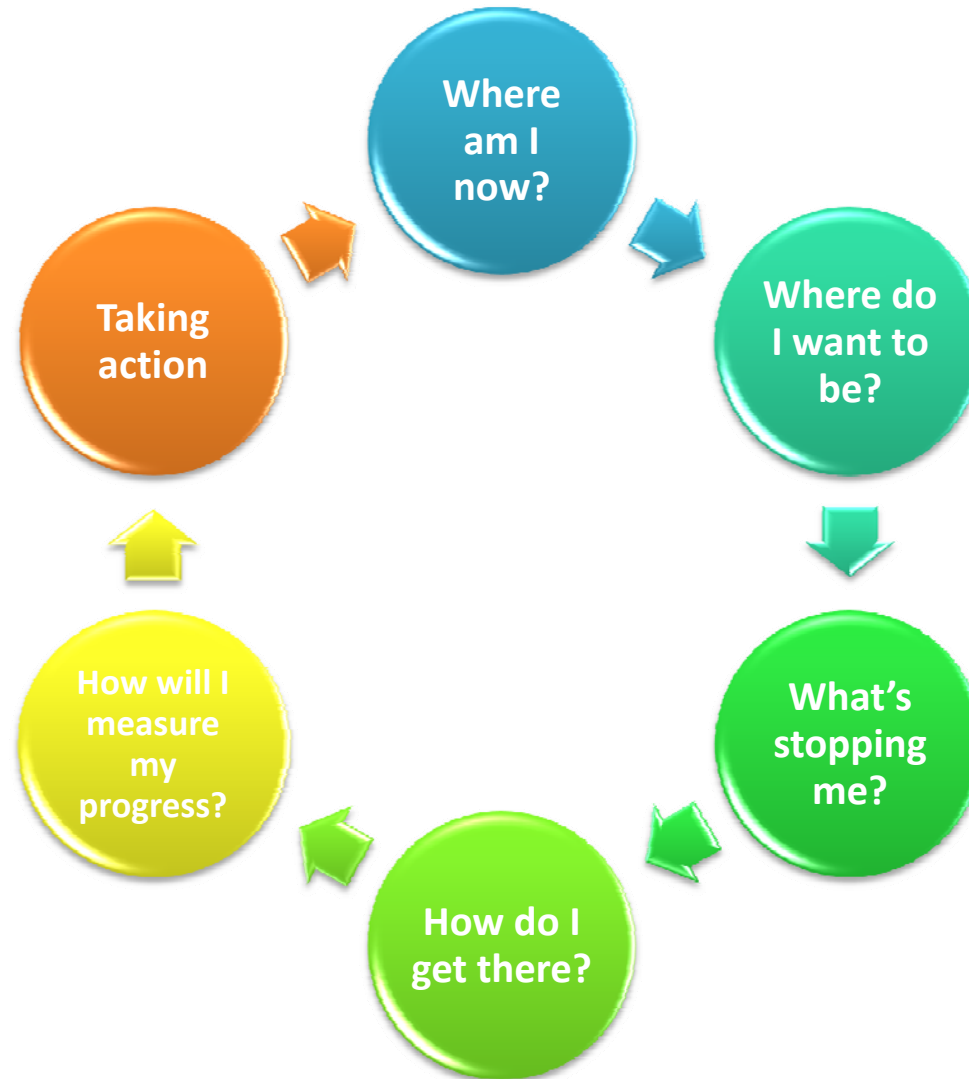 Where
am I
now?
Where do
I want to
be?
What’s
stopping
me?
How do I
get there?
How will I
measure
my
progress?
Taking
action